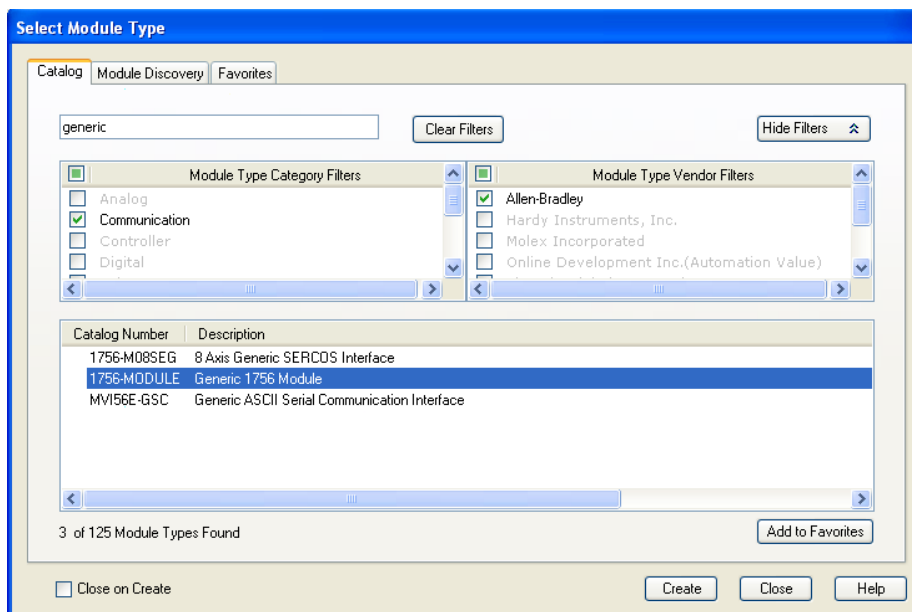 Select Module Type
Catalog Module Discovery Favorites
generic Clear Filters Hide Filters
Module Type Category Filters Module Type Vendor Filters
Analog Allen-Bradley
Communication Hardy Instruments, Inc.
Controller Molex Incorporated
Digital Online Development Inc.(Automation Value)
Catalog Number Description
1756-M08SEG 8 Axis Generic SERCOS Interface
1756-MODULE Generic 1756 Module
MVI56E-GSC Generic ASCII Serial Communication Interface
3 of 125 Module Types Found Add to Favorites
Close on Create Create Close Help